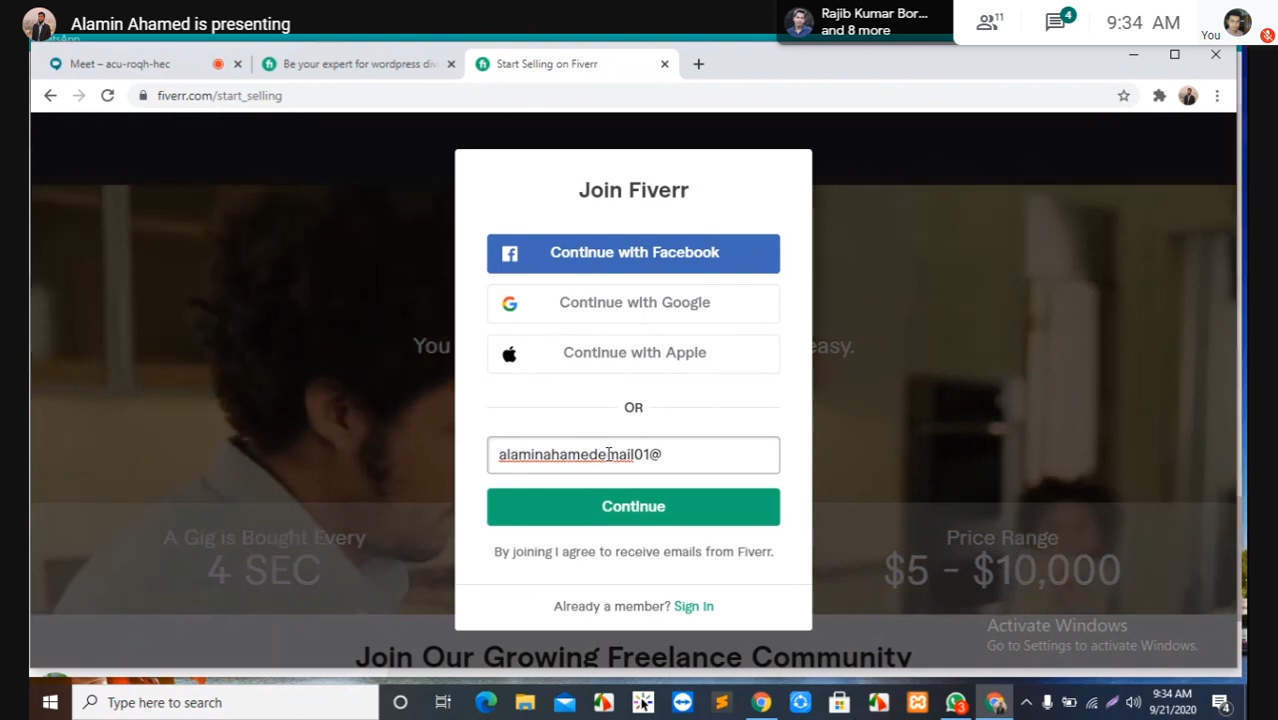 Alamin Ahamed is presenting
Rajib Kumar Bor...
and 8 more
11
4
9:34 AM
You
Meet – acu-roqh-hec
Be your expert for wordpress div
Start Selling on Fiverr
fiverr.com/start_selling
Join Fiverr
Continue with Facebook
Continue with Google
Continue with Apple
You
easy.
OR
alaminahamedemail01@
Continue
By joining I agree to receive emails from Fiverr.
Already a member? Sign In
A Gig is Bought Every
4 SEC
Price Range
$5 - $10,000
Activate Windows
Go to Settings to activate Windows.
Join Our Growing Freelance Community
Type here to search
3
9:34 AM
9/21/2020
4